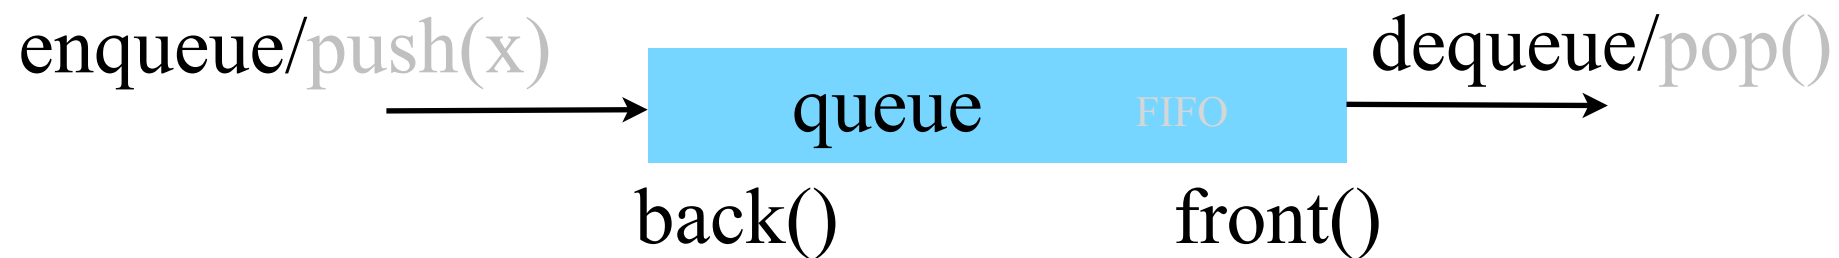 enqueue/push(x)
queue FIFO
dequeue/pop()
back()
front()